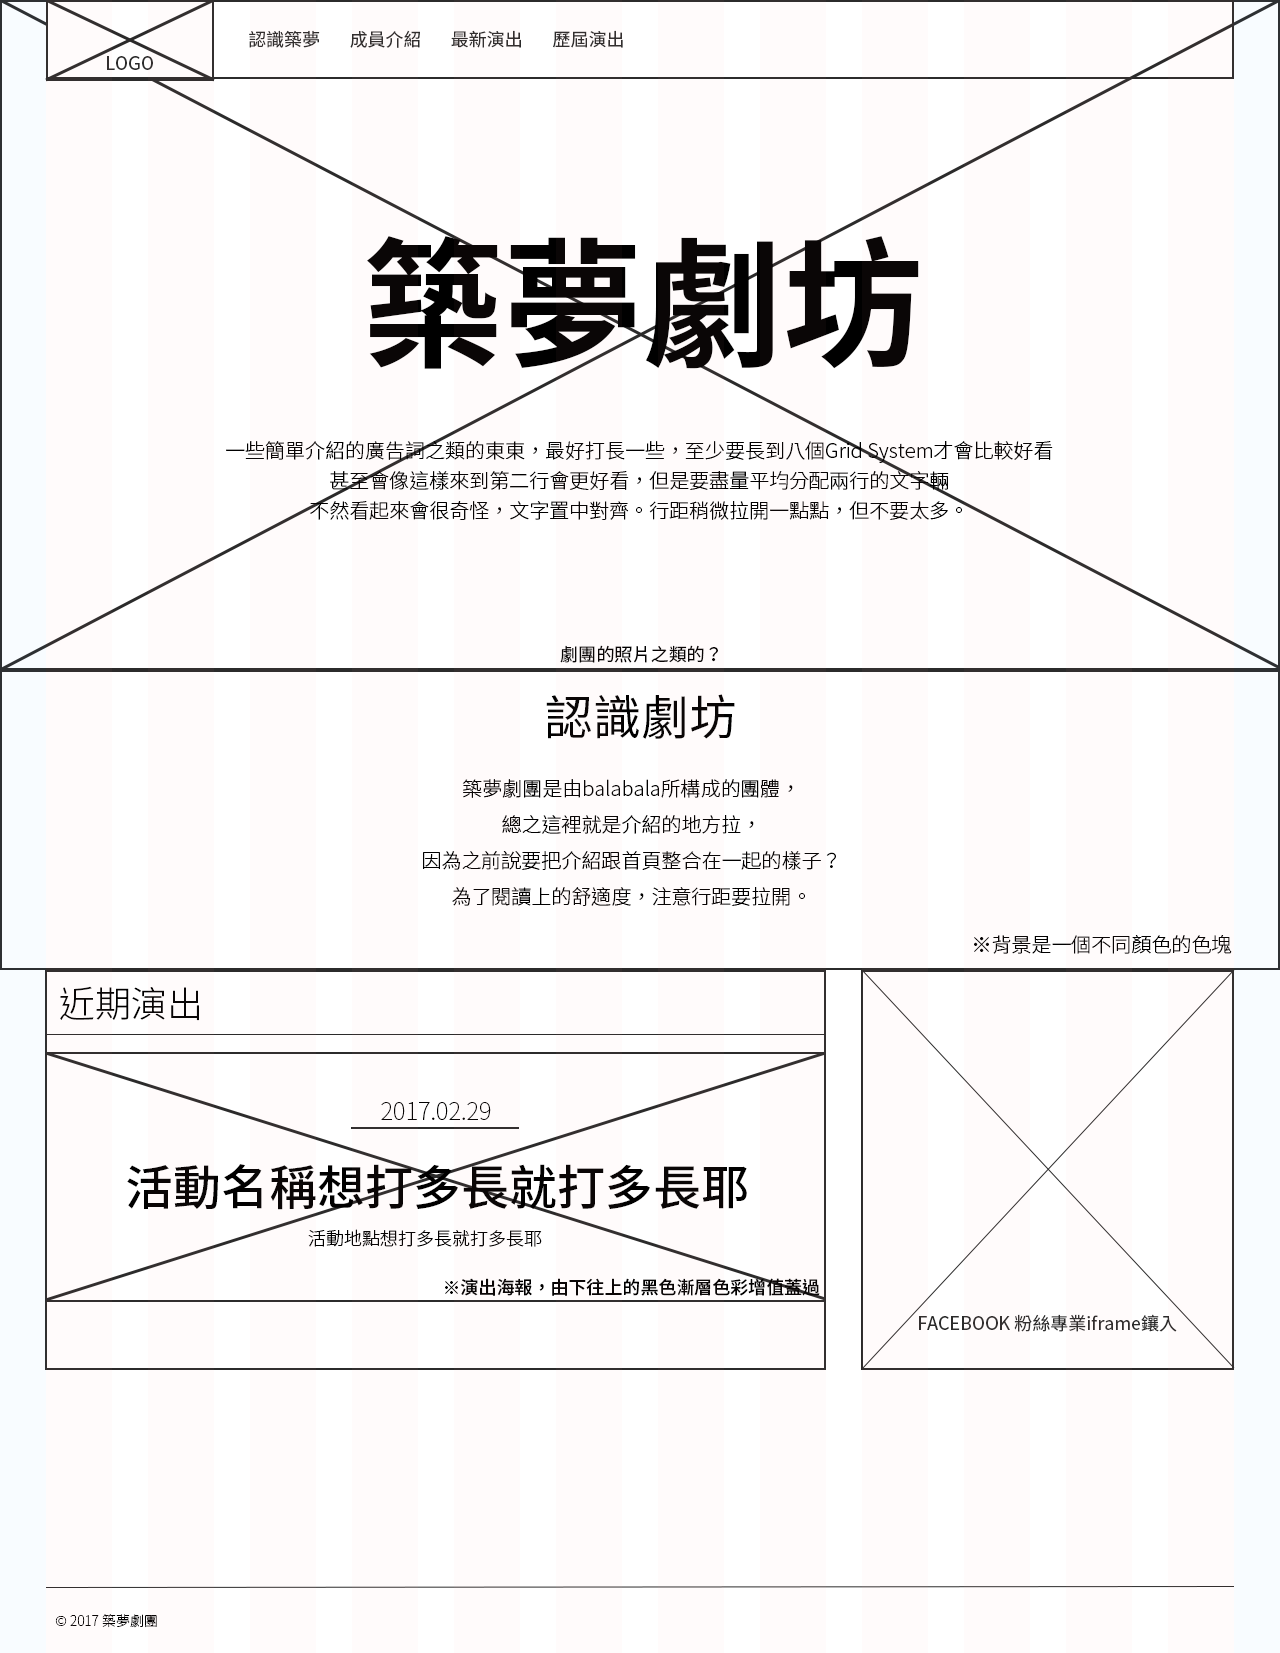 LOGO
認識築夢 成員介紹 最新演出 歷屆演出
築夢劇坊
一些簡單介紹的廣告詞之類的東東，最好打長一些，至少要長到八個Grid System才會比較好看
甚至會像這樣來到第二行會更好看，但是要盡量平均分配兩行的文字輛
不然看起來會很奇怪，文字置中對齊。行距稍微拉開一點點，但不要太多。
劇團的照片之類的？
認識劇坊
築夢劇團是由balabala所構成的團體，
總之這裡就是介紹的地方拉，
因為之前說要把介紹跟首頁整合在一起的樣子？
為了閱讀上的舒適度，注意行距要拉開。
※背景是一個不同顏色的色塊
近期演出
2017.02.29
活動名稱想打多長就打多長耶
活動地點想打多長就打多長耶
※演出海報，由下往上的黑色漸層色彩增值蓋過
FACEBOOK 粉絲專業iframe鑲入
© 2017 築夢劇團